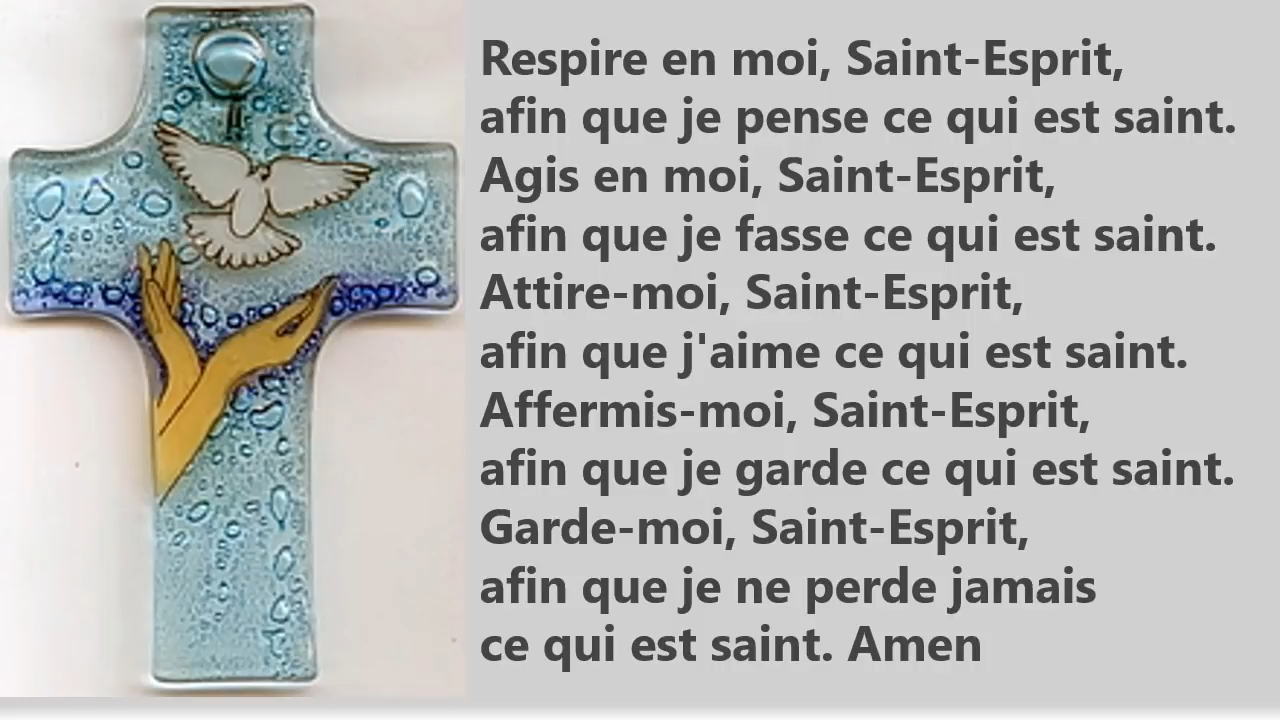 Respire en moi, Saint-Esprit,
afin que je pense ce qui est saint.
Agis en moi, Saint-Esprit,
afin que je fasse ce qui est saint.
Attire-moi, Saint-Esprit,
afin que j'aime ce qui est saint.
Affermis-moi, Saint-Esprit,
afin que je garde ce qui est saint.
Garde-moi, Saint-Esprit,
afin que je ne perde jamais
ce qui est saint. Amen